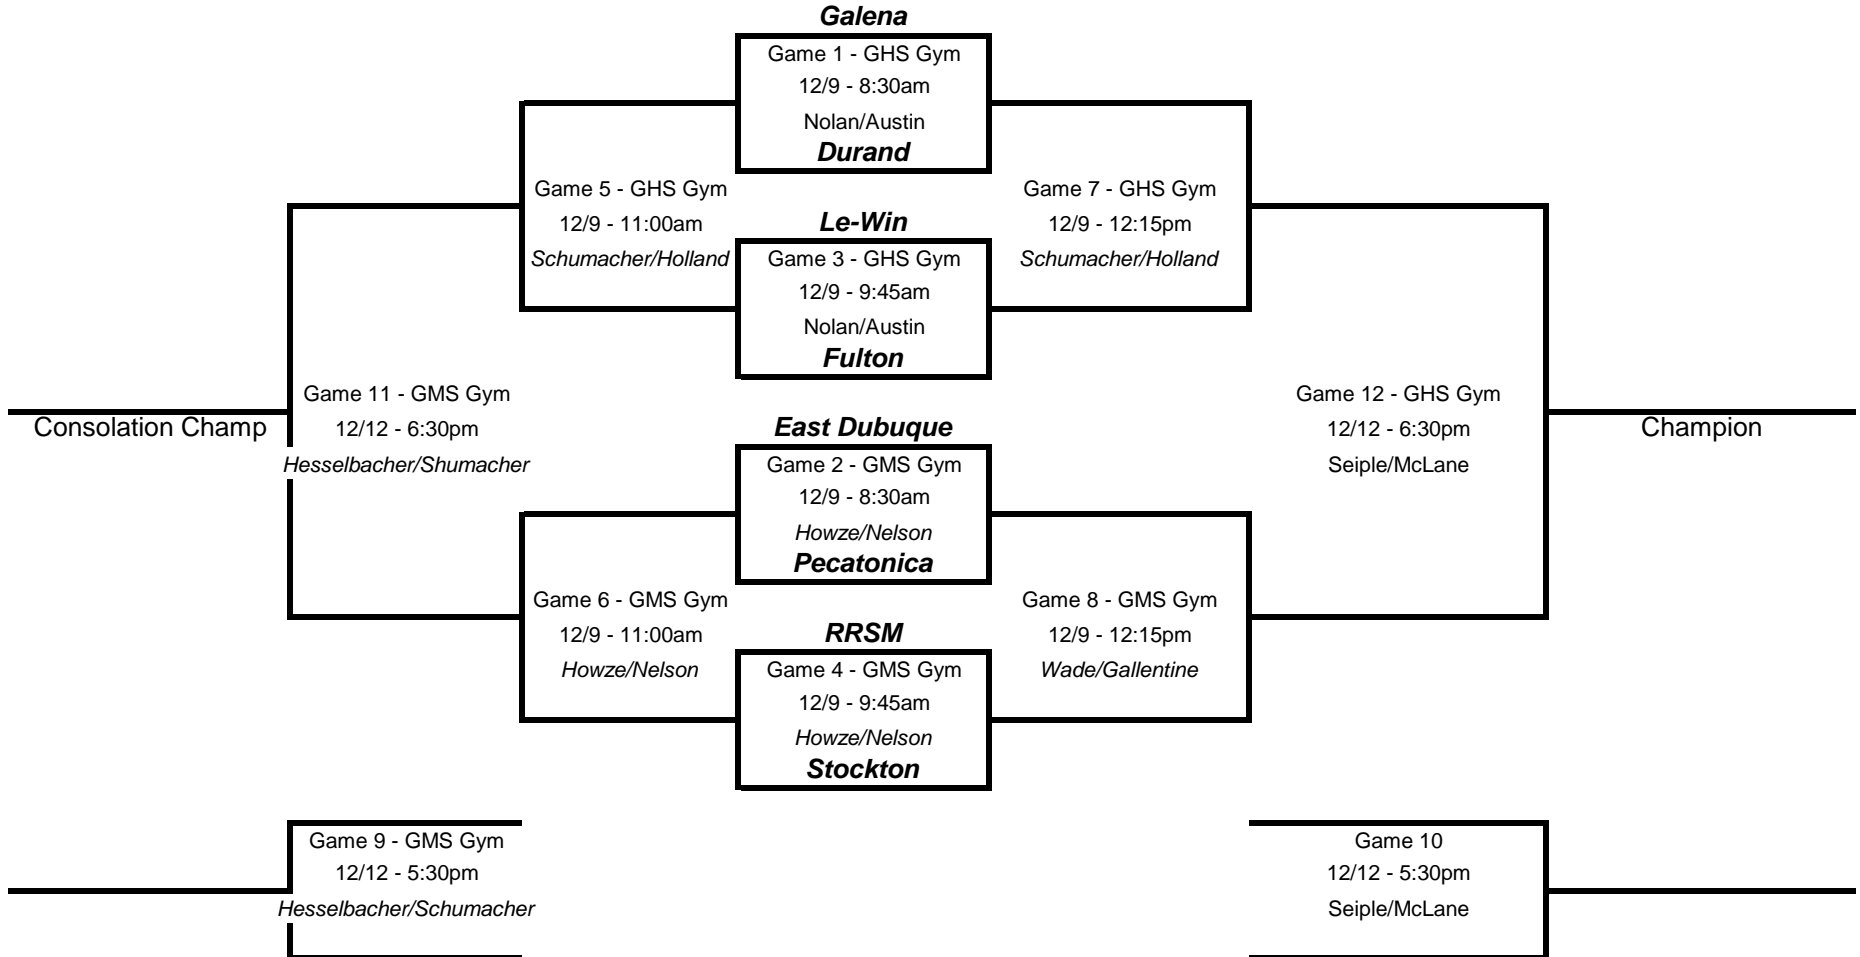 Galena
Game 1 - GHS Gym
12/9 - 8:30am
Nolan/Austin
Durand
Game 5 - GHS Gym
12/9 - 11:00am
Schumacher/Holland
Game 7 - GHS Gym
12/9 - 12:15pm
Schumacher/Holland
Le-Win
Game 3 - GHS Gym
12/9 - 9:45am
Nolan/Austin
Fulton
Game 11 - GMS Gym
12/12 - 6:30pm
Hesselbacher/Shumacher
Consolation Champ
Game 12 - GHS Gym
12/12 - 6:30pm
Seiple/McLane
Champion
East Dubuque
Game 2 - GMS Gym
12/9 - 8:30am
Howze/Nelson
Pecatonica
Game 6 - GMS Gym
12/9 - 11:00am
Howze/Nelson
Game 8 - GMS Gym
12/9 - 12:15pm
Wade/Gallentine
RRSM
Game 4 - GMS Gym
12/9 - 9:45am
Howze/Nelson
Stockton
Game 9 - GMS Gym
12/12 - 5:30pm
Hesselbacher/Schumacher
Game 10
12/12 - 5:30pm
Seiple/McLane